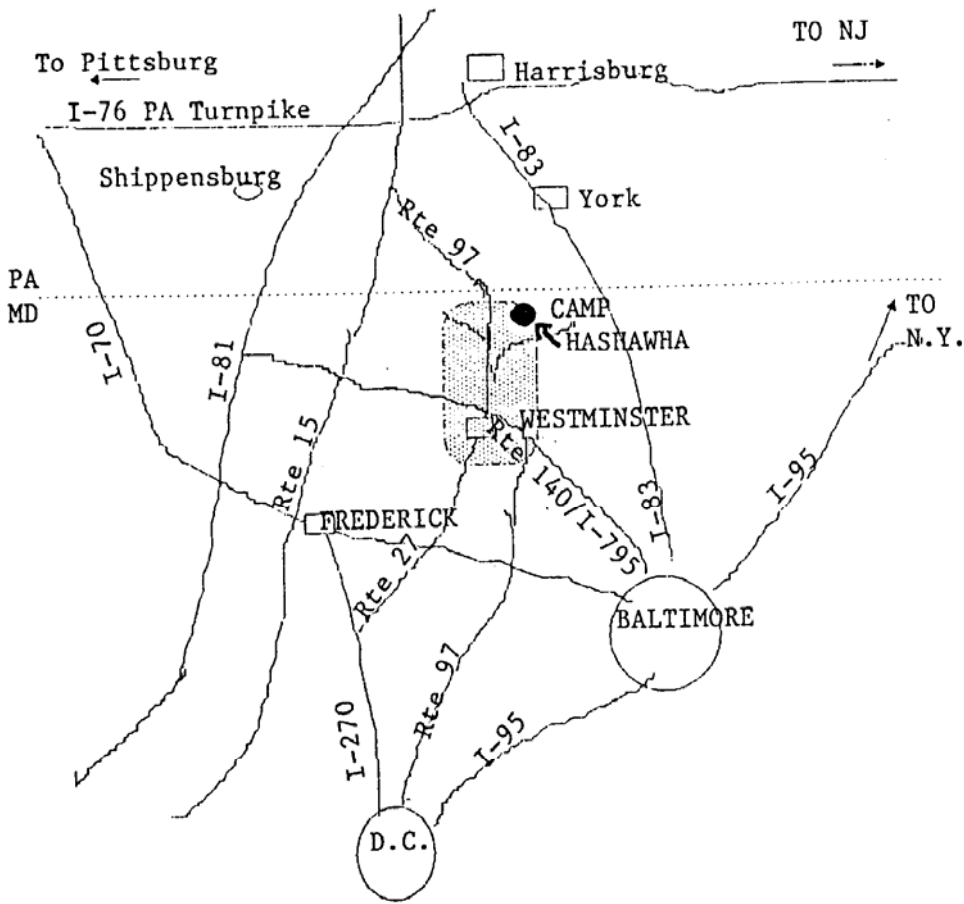 TO NJ
To Pittsburg
Harrisburg
I-76 PA Turnpike
I-83
Shippensburg
York
Rte 97
PA
MD
CAMP
HASHAWHA
TO
N.Y.
I-70
I-81
WESTMINSTER
Rte 15
Rte 140/I-795
I-83
I-95
FREDERICK
Rte 27
BALTIMORE
Rte 97
I-270
I-95
D.C.